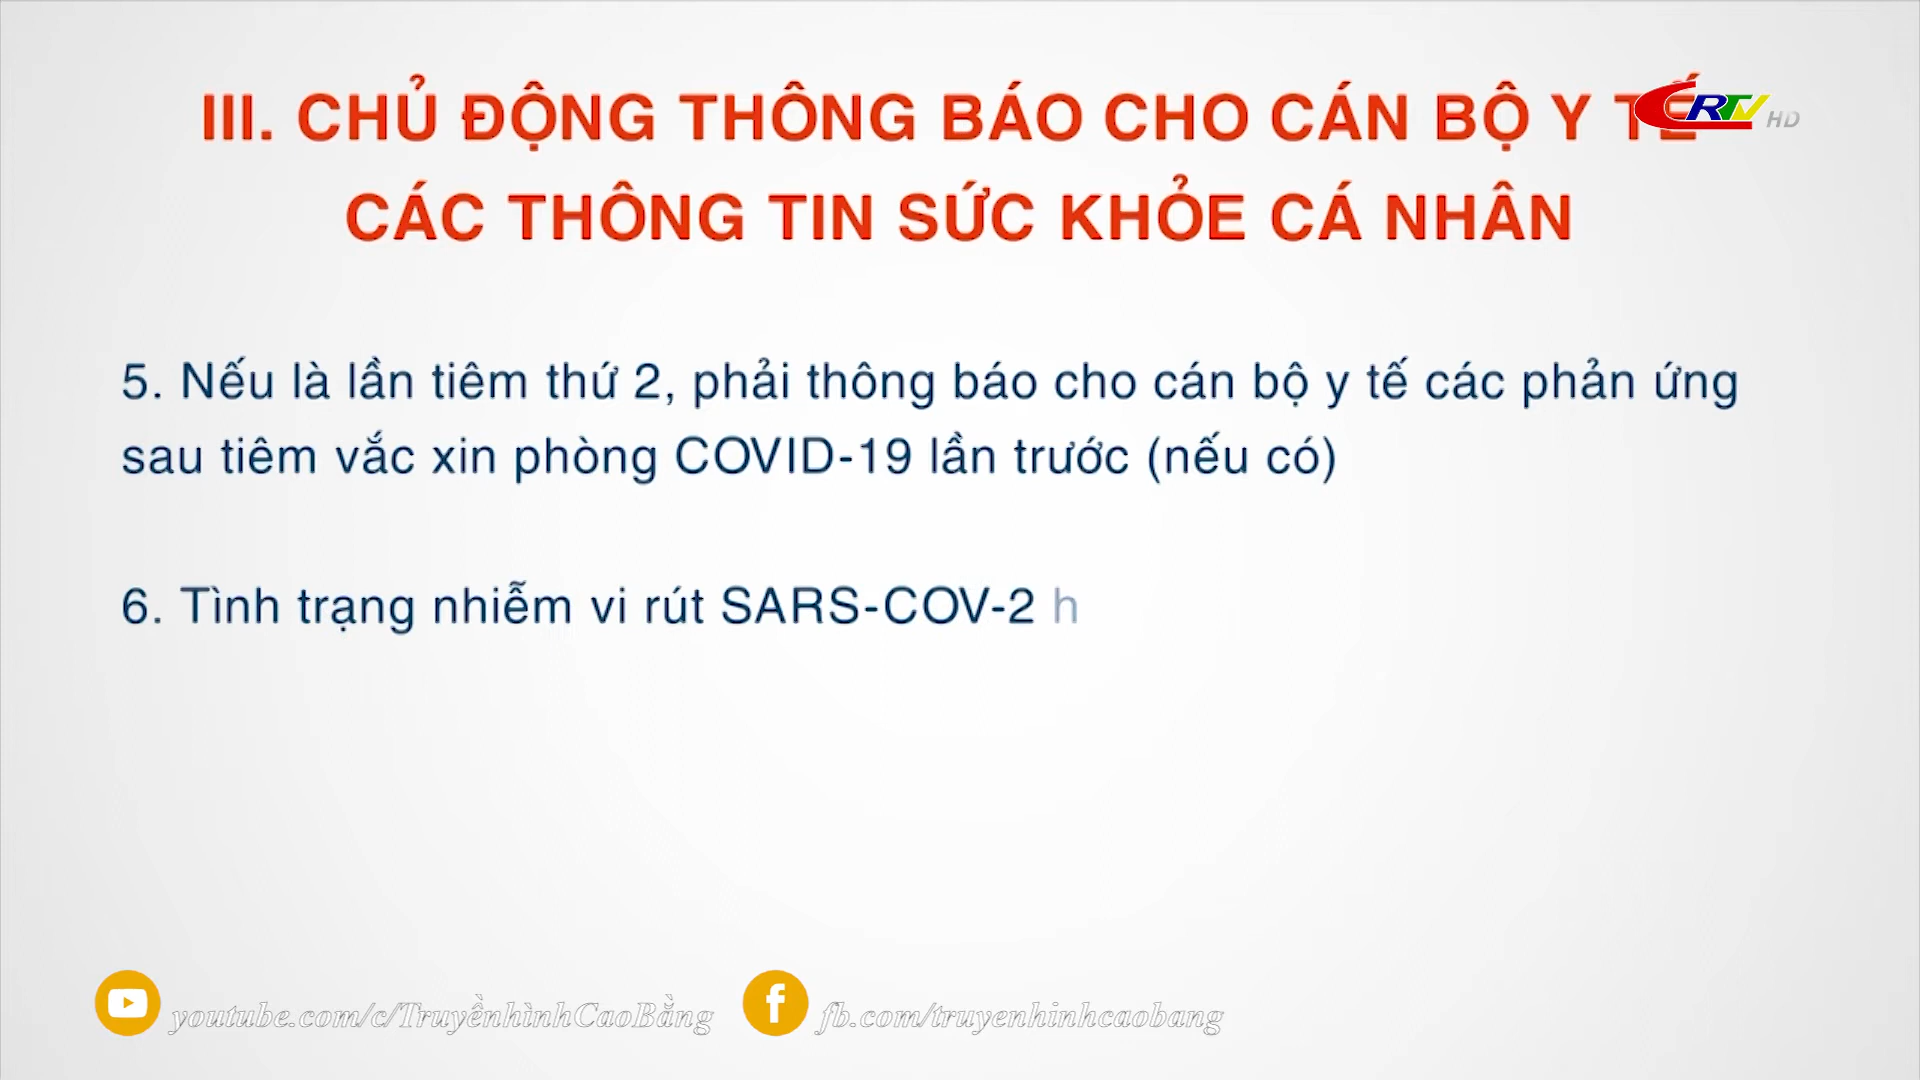 III. CHỦ ĐỘNG THÔNG BÁO CHO CÁN BỘ Y TẾ
CÁC THÔNG TIN SỨC KHỎE CÁ NHÂN
CRTV HD
5. Nếu là lần tiêm thứ 2, phải thông báo cho cán bộ y tế các phản ứng
sau tiêm vắc xin phòng COVID-19 lần trước (nếu có)
6. Tình trạng nhiễm vi rút SARS-COV-2 h
youtube.com/c/TruyềnhìnhCaoBằng
fb.com/truyenhinhcaobang